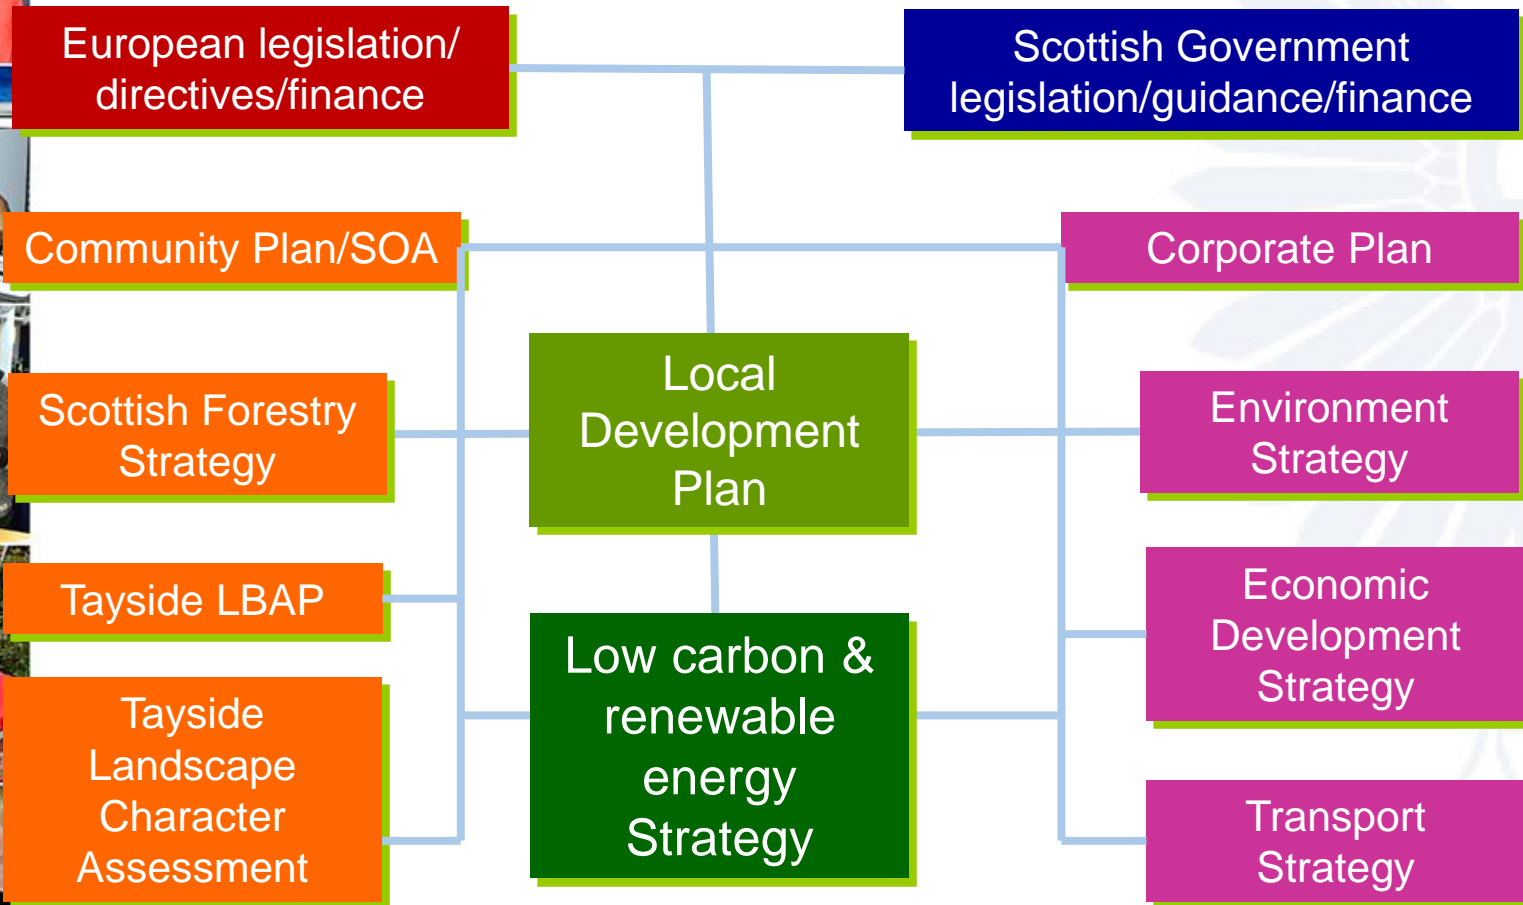 European legislation/
directives/finance
Scottish Government
legislation/guidance/finance
Community Plan/SOA
Corporate Plan
Local
Development
Plan
Scottish Forestry
Strategy
Environment
Strategy
Tayside LBAP
Economic
Development
Strategy
Low carbon &
renewable
energy
Strategy
Tayside
Landscape
Character
Assessment
Transport
Strategy